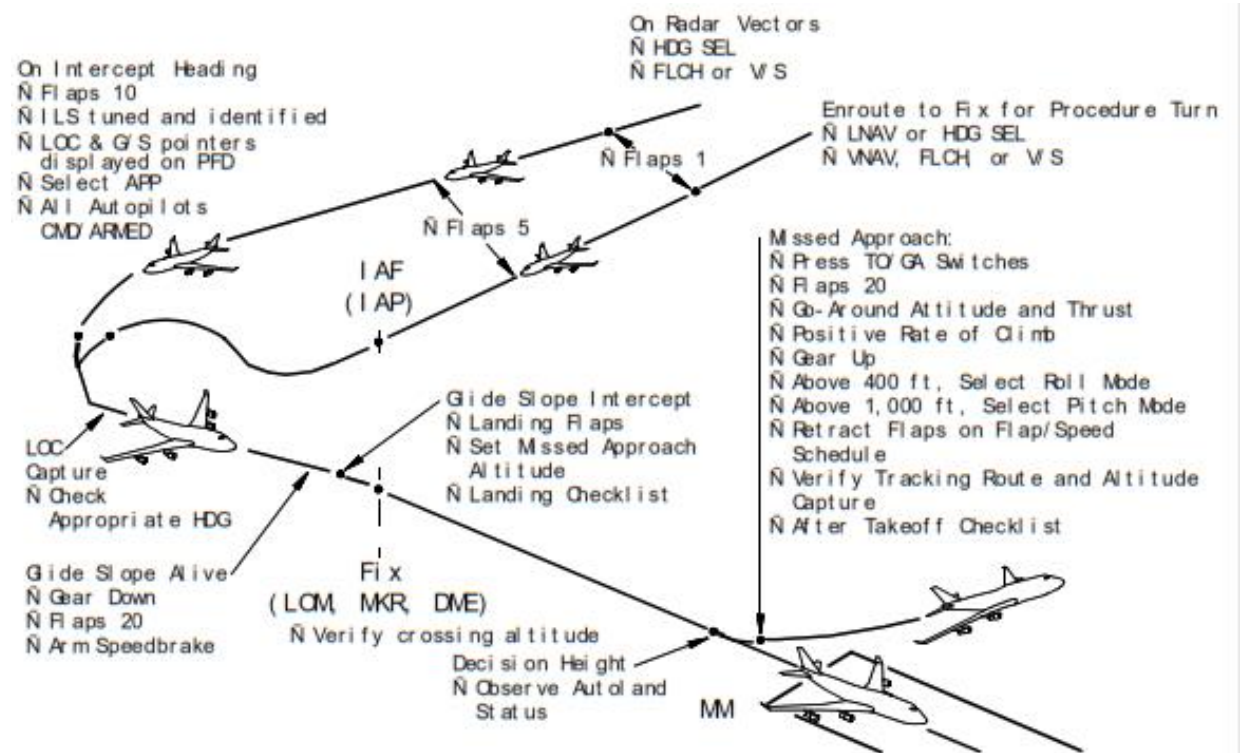 On Radar Vectors
Ñ HDG SEL
Ñ FLCH or V/S
On Intercept Heading
Ñ Flaps 10
Ñ ILS tuned and identified
Ñ LOC & G/S pointers
displayed on PFD
Ñ Select APP
Ñ All Autopilots
CMD/ARMED
Enroute to Fix for Procedure Turn
Ñ LNAV or HDG SEL
Ñ VNAV, FLCH, or V/S
Ñ Flaps 1
Ñ Flaps 5
IAF
(IAP)
Missed Approach:
Ñ Press TO/GA Switches
Ñ Flaps 20
Ñ Go-Around Attitude and Thrust
Ñ Positive Rate of Climb
Ñ Gear Up
Ñ Above 400 ft, Select Roll Mode
Ñ Above 1,000 ft, Select Pitch Mode
Ñ Retract Flaps on Flap/Speed
Schedule
Ñ Verify Tracking Route and Altitude
Capture
Ñ After Takeoff Checklist
Glide Slope Intercept
Ñ Landing Flaps
Ñ Set Missed Approach
Altitude
Ñ Landing Checklist
LOC
Capture
Ñ Check
Appropriate HDG
Glide Slope Alive
Ñ Gear Down
Ñ Flaps 20
Ñ Arm Speedbrake
Fix
(LOM, MKR, DME)
Ñ Verify crossing altitude
Decision Height
Ñ Observe Autoland
Status
MM